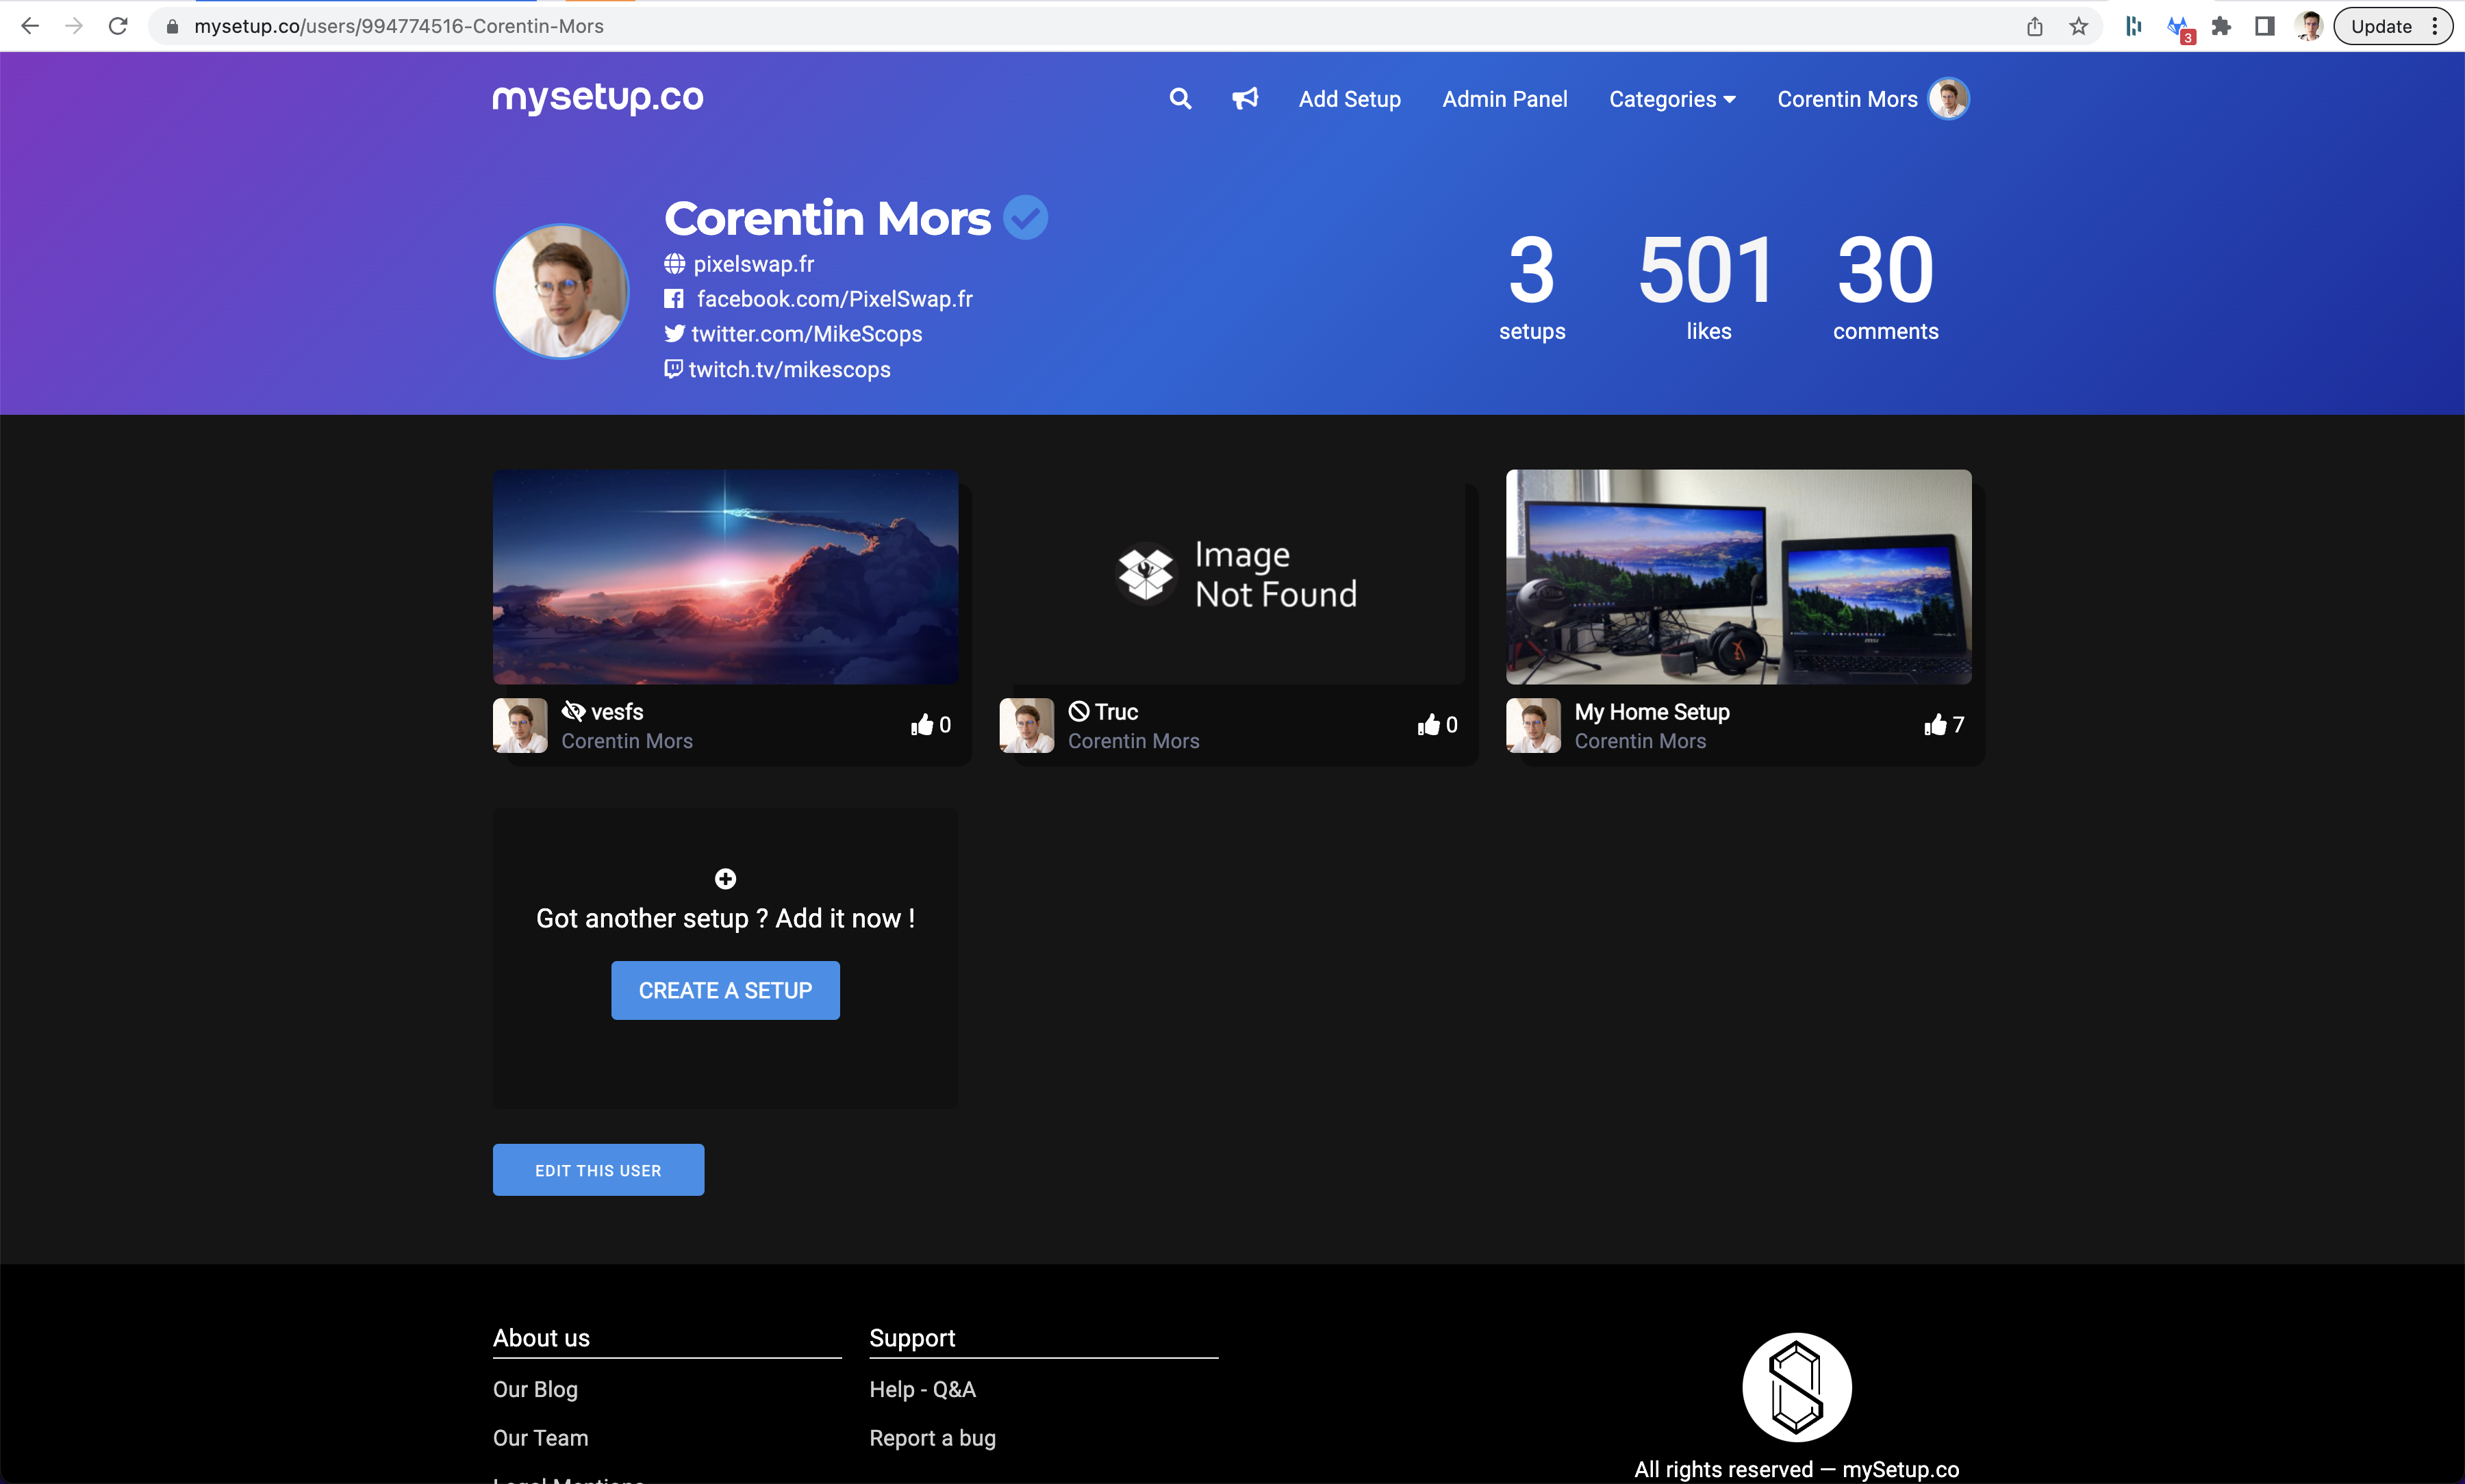 mysetup.co/users/994774516-Corentin-Mors
3
Update
mysetup.co
Add Setup
Admin Panel
Categories
Corentin Mors
Corentin Mors
pixelswap.fr
facebook.com/PixelSwap.fr
twitter.com/MikeScops
twitch.tv/mikescops
3
setups
501
likes
30
comments
Image
Not Found
vesfs
Corentin Mors
0
Truc
Corentin Mors
0
My Home Setup
Corentin Mors
7
Got another setup ? Add it now !
CREATE A SETUP
EDIT THIS USER
About us
Our Blog
Our Team
Legal Mentions
Support
Help - Q&A
Report a bug
All rights reserved — mySetup.co